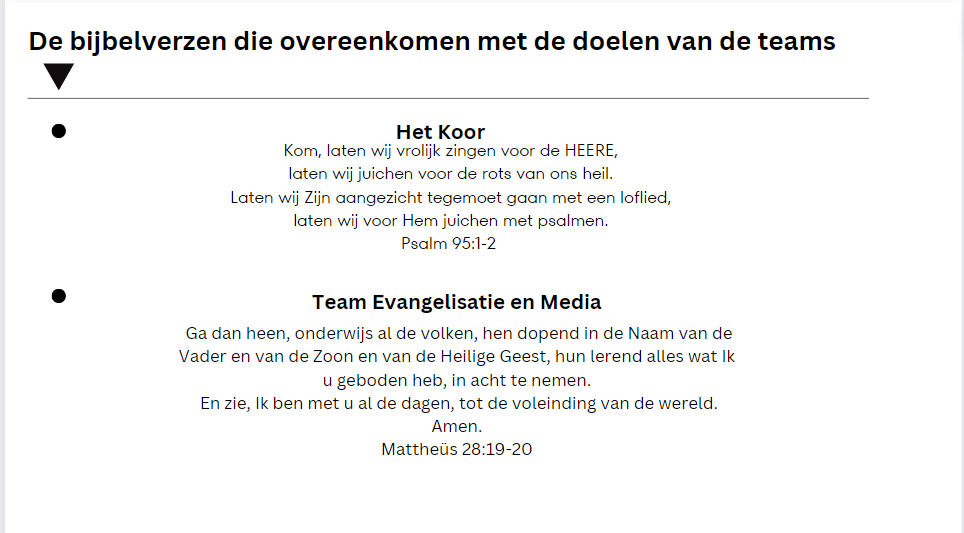 De bijbelverzen die overeenkomen met de doelen van de teams
Het Koor
Kom, laten wij vrolijk zingen voor de HEERE,
laten wij juichen voor de rots van ons heil.
Laten wij Zijn aangezicht tegemoet gaan met een loflied,
laten wij voor Hem juichen met psalmen.
Psalm 95:1-2
Team Evangelisatie en Media
Ga dan heen, onderwijs al de volken, hen dopend in de Naam van de
Vader en van de Zoon en van de Heilige Geest, hun lerend alles wat Ik
u geboden heb, in acht te nemen.
En zie, Ik ben met u al de dagen, tot de voleinding van de wereld.
Amen.
Mattheüs 28:19-20